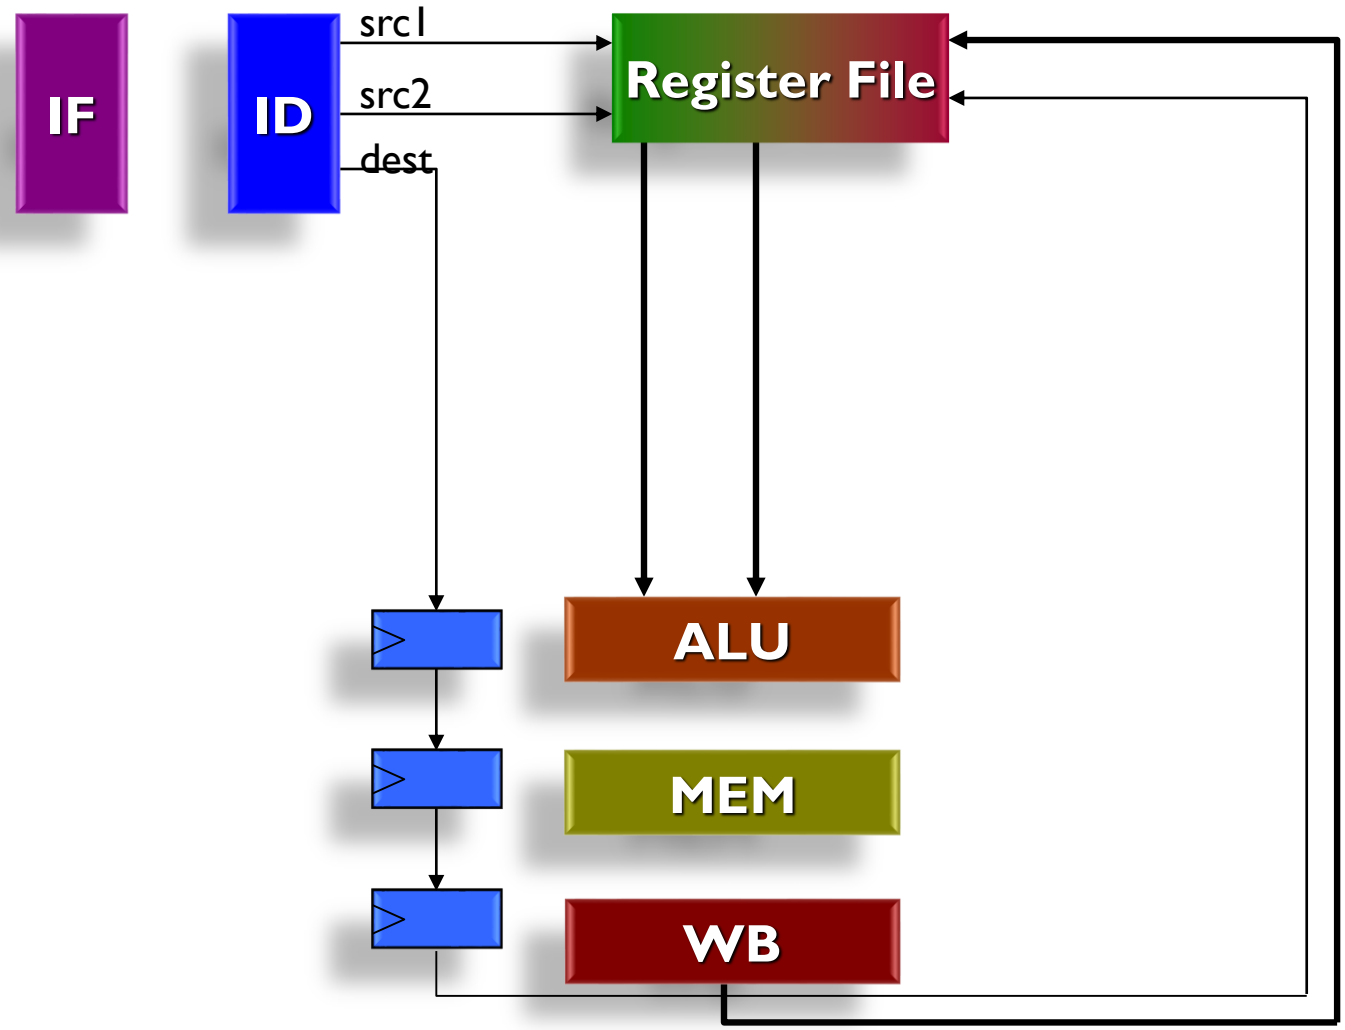 IF
ID
src1
src2
dest
Register File
ALU
MEM
WB